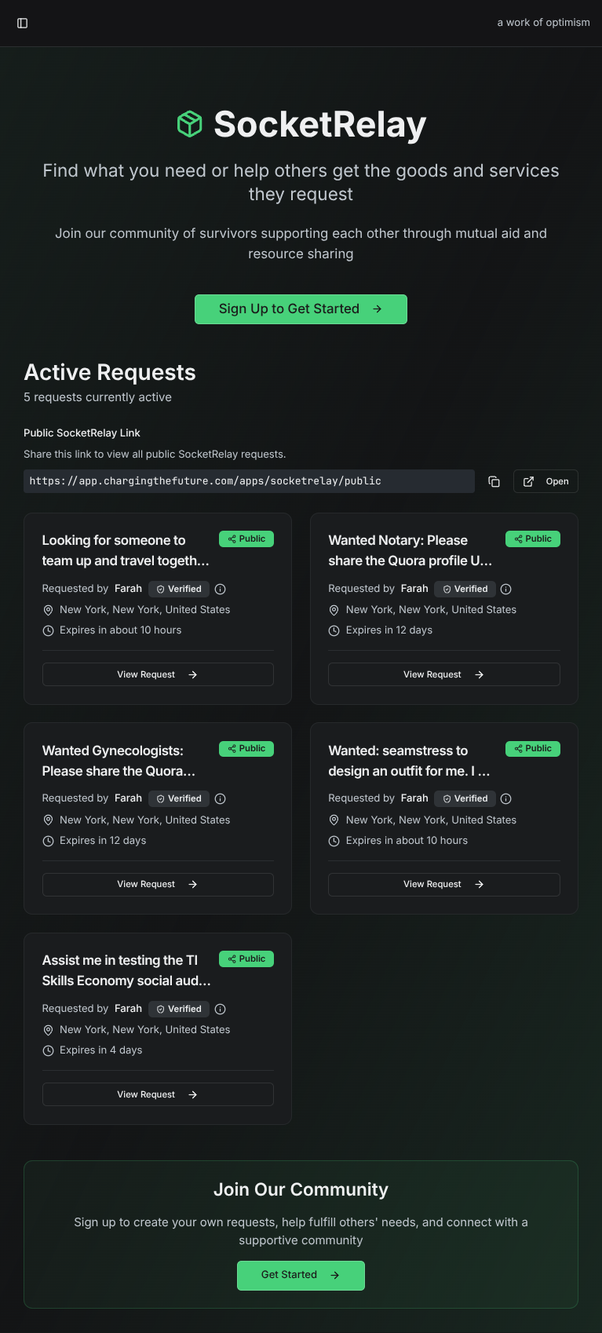 a work of optimism
SocketRelay
Find what you need or help others get the goods and services
they request
Join our community of survivors supporting each other through mutual aid and
resource sharing
Sign Up to Get Started
Active Requests
5 requests currently active
Public SocketRelay Link
Share this link to view all public SocketRelay requests.
https://app.chargingthefuture.com/apps/socketrelay/public
Open
Looking for someone to
team up and travel togeth...
Public
Requested by Farah Verified
New York, New York, United States
Expires in about 10 hours
View Request
Wanted Notary: Please
share the Quora profile U...
Public
Requested by Farah Verified
New York, New York, United States
Expires in 12 days
View Request
Wanted Gynecologists:
Please share the Quora...
Public
Requested by Farah Verified
New York, New York, United States
Expires in 12 days
View Request
Wanted: seamstress to
design an outfit for me. I ...
Public
Requested by Farah Verified
New York, New York, United States
Expires in about 10 hours
View Request
Assist me in testing the TI
Skills Economy social aud...
Public
Requested by Farah Verified
New York, New York, United States
Expires in 4 days
View Request
Join Our Community
Sign up to create your own requests, help fulfill others' needs, and connect with a
supportive community
Get Started